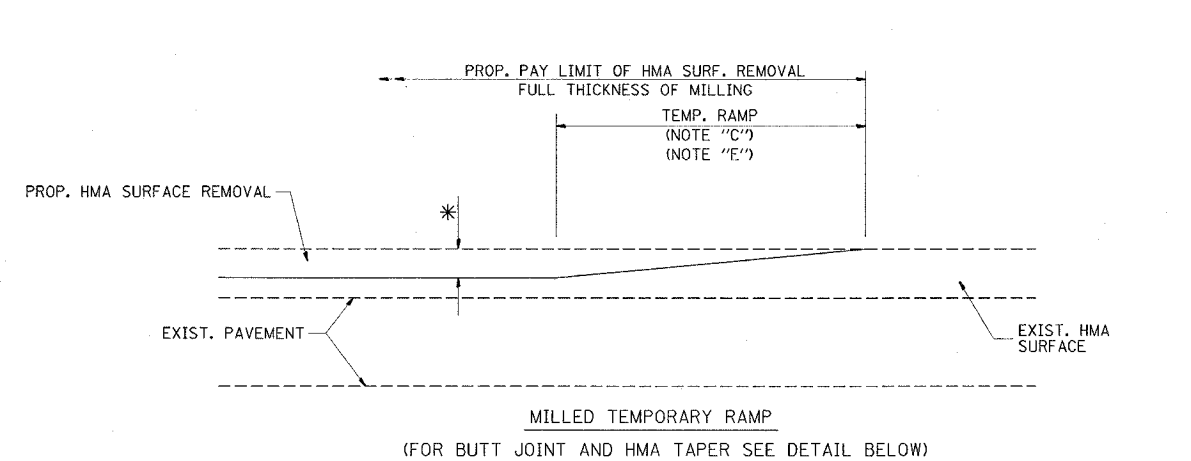 PROP. PAY LIMIT OF HMA SURF. REMOVAL
FULL THICKNESS OF MILLING
TEMP. RAMP
(NOTE "C")
(NOTE "E")
PROP. HMA SURFACE REMOVAL
*
EXIST. PAVEMENT
EXIST. HMA
SURFACE
MILLED TEMPORARY RAMP
(FOR BUTT JOINT AND HMA TAPER SEE DETAIL BELOW)